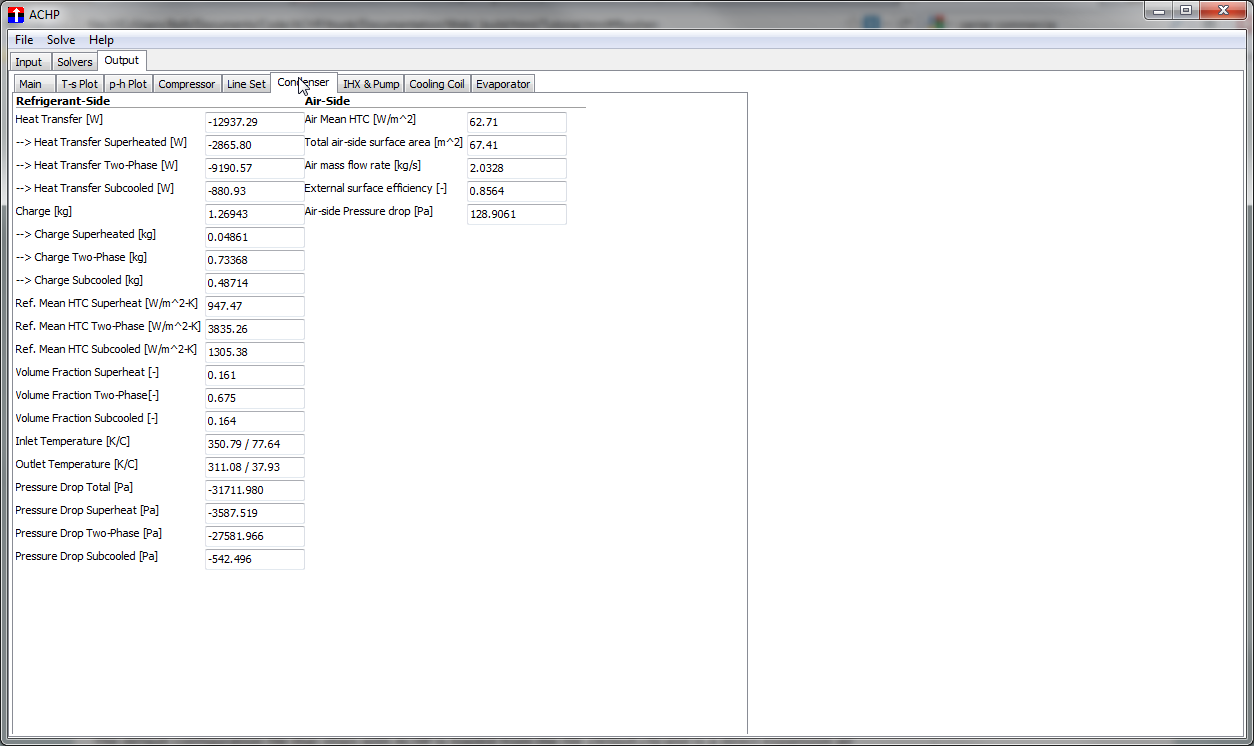 ACHP
File Solve Help
Input Solvers Output
Main T-s Plot p-h Plot Compressor Line Set Condenser IHX & Pump Cooling Coil Evaporator
Refrigerant-Side Air-Side
Heat Transfer [W] -12937.29 Air Mean HTC [W/m^2] 62.71
--> Heat Transfer Superheated [W] -2865.80 Total air-side surface area [m^2] 67.41
--> Heat Transfer Two-Phase [W] -9190.57 Air mass flow rate [kg/s] 2.0328
--> Heat Transfer Subcooled [W] -880.93 External surface efficiency [-] 0.8564
Charge [kg] 1.26943 Air-side Pressure drop [Pa] 128.9061
--> Charge Superheated [kg] 0.04861
--> Charge Two-Phase [kg] 0.73368
--> Charge Subcooled [kg] 0.48714
Ref. Mean HTC Superheat [W/m^2-K] 947.47
Ref. Mean HTC Two-Phase [W/m^2-K] 3835.26
Ref. Mean HTC Subcooled [W/m^2-K] 1305.38
Volume Fraction Superheat [-] 0.161
Volume Fraction Two-Phase[-] 0.675
Volume Fraction Subcooled [-] 0.164
Inlet Temperature [K/C] 350.79 / 77.64
Outlet Temperature [K/C] 311.08 / 37.93
Pressure Drop Total [Pa] -31711.980
Pressure Drop Superheat [Pa] -3587.519
Pressure Drop Two-Phase [Pa] -27581.966
Pressure Drop Subcooled [Pa] -542.496